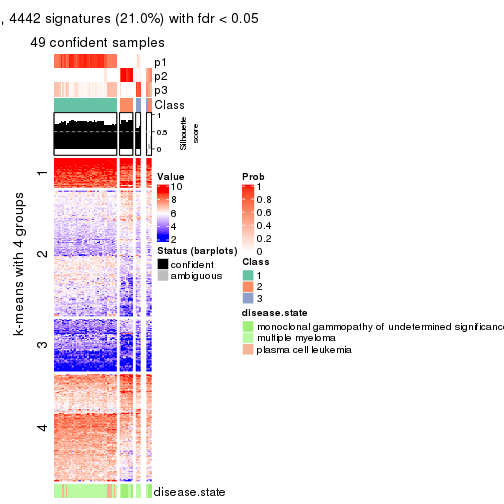 , 4442 signatures (21.0%) with fdr < 0.05
49 confident samples
p1
p2
p3
Class
1
0.5
0
Silhouette
score
k-means with 4 groups
1
2
3
4
Value
10
8
6
4
2
Status (barplots)
confident
ambiguous
Prob
1
0.8
0.6
0.4
0.2
0
Class
1
2
3
disease.state
monoclonal gammopathy of undetermined significance
multiple myeloma
plasma cell leukemia
disease.state